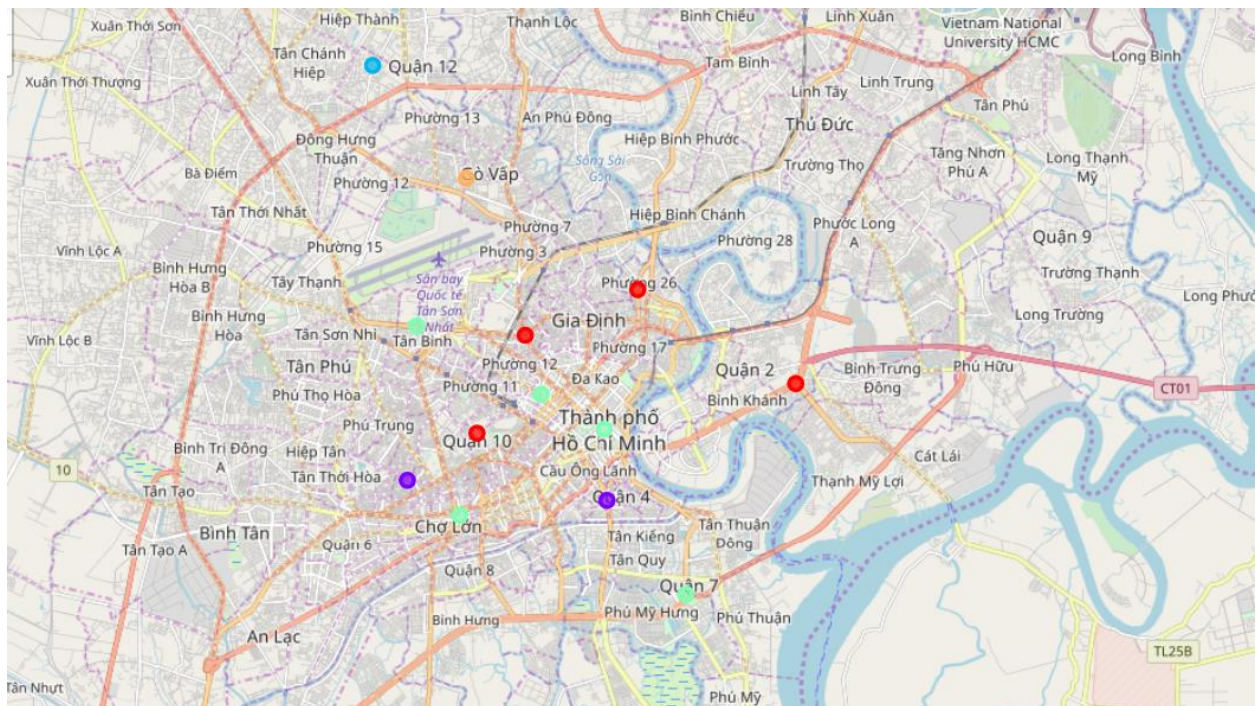 Xuân Thới Sơn
Hiệp Thành
Thạnh Lộc
Bình Chiểu
Linh Xuân
Vietnam National
University HCMC
Long Bình
Tân Chánh
Hiệp
Quận 12
Tam Bình
Xuân Thới Thượng
Linh Trung
Linh Tây
Tân Phú
Phường 13
An Phú Đông
Thủ Đức
Đông Hưng
Thuận
Hiệp Bình Phước
Tăng Nhơn
Phú A
Long Thạnh
Mỹ
Trường Thọ
Sông Sài
Gòn
Bà Điểm
Gò Vấp
Phường 12
Tân Thới Nhất
Hiệp Bình Chánh
Phường 7
Phước Long
A
Quận 9
Phường 15
Phường 3
Phường 28
Vĩnh Lộc A
Bình Hưng
Hòa B
Tây Thạnh
Sân bay
Quốc tế
Tân Sơn
Nhất
Phường 26
Trường Thạnh
Long Phướ
Bình Hưng
Hòa
Gia Định
Long Trường
Tân Sơn Nhì
Tân Bình
Vĩnh Lộc B
Phường 17
Tân Phú
Phường 12
Quận 2
Bình Trưng
Đông
Phú Hữu
Phường 11
Đa Kao
CT01
Phú Thọ Hòa
Bình Khánh
Thành phố
Hồ Chí Minh
Phú Trung
Quận 10
Bình Trị Đông
A
Hiệp Tân
Cát Lái
10
Tân Thới Hòa
Cầu Ông Lãnh
Thạnh Mỹ Lợi
Tân Tạo
Quận 4
Bình Tân
Chợ Lớn
Tân Thuận
Đông
Tân Kiểng
Tân Tạo A
Quận 6
Tân Quy
Quận 8
Quận 7
Bình Hưng
Phú Mỹ Hưng
Phú Thuận
An Lạc
TL25B
Tân Nhựt
Phú Mỹ